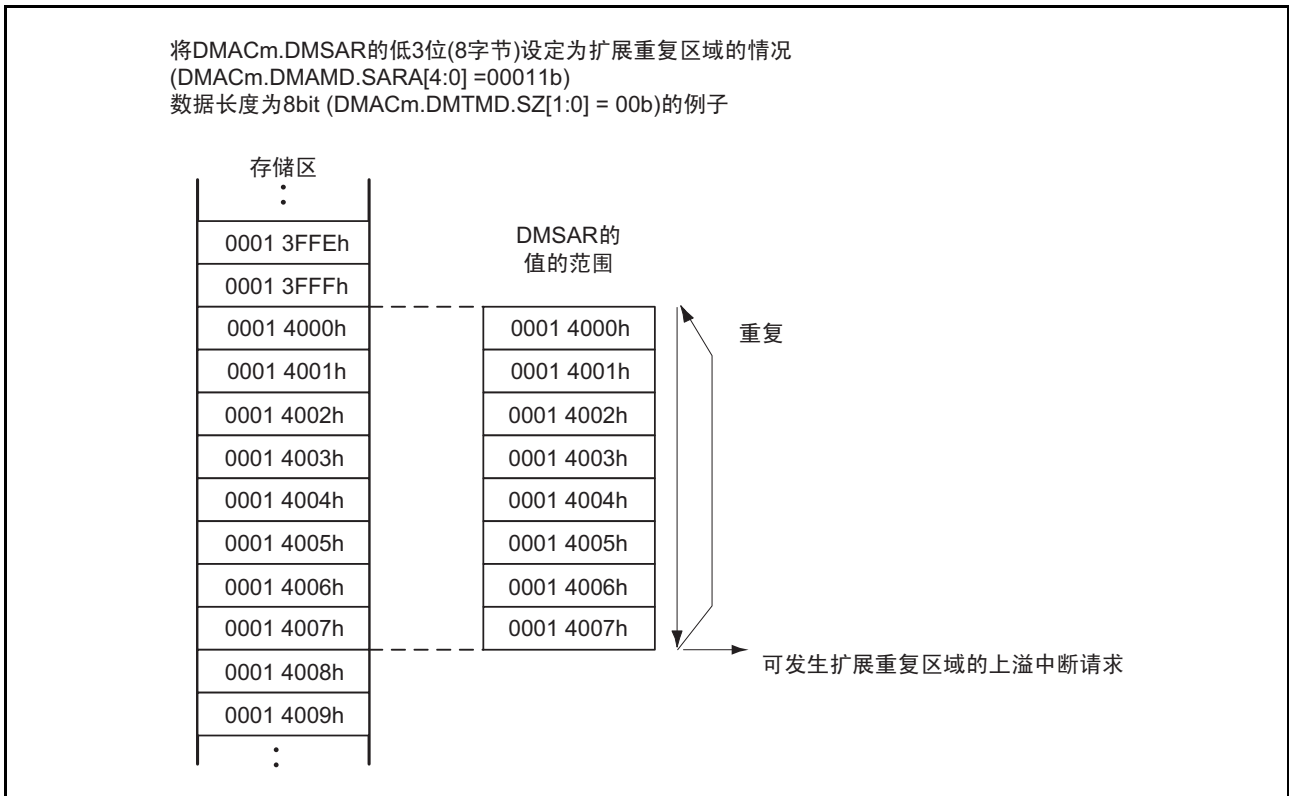 将DMACm.DMSAR的低3位(8字节)设定为扩展重复区域的情况
(DMACm.DMAMD.SARA[4:0] =00011b)
数据长度为8bit (DMACm.DMTMD.SZ[1:0] = 00b)的例子
存储区
0001 3FFEh
0001 3FFFh
0001 4000h
0001 4001h
0001 4002h
0001 4003h
0001 4004h
0001 4005h
0001 4006h
0001 4007h
0001 4008h
0001 4009h
DMSAR的
值的范围
0001 4000h
0001 4001h
0001 4002h
0001 4003h
0001 4004h
0001 4005h
0001 4006h
0001 4007h
重复
可发生扩展重复区域的上溢中断请求